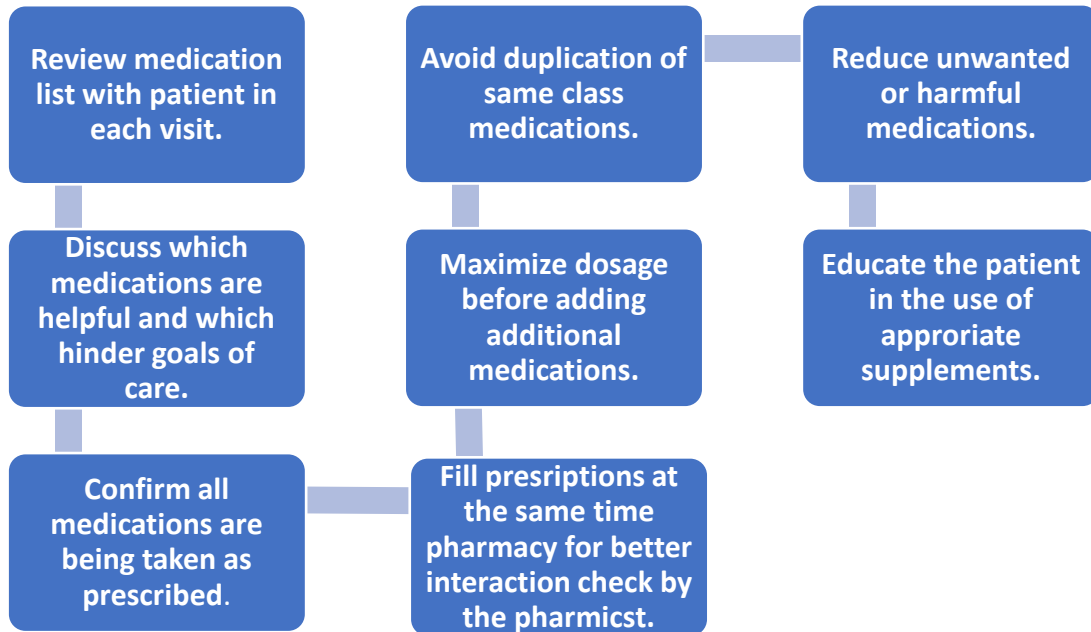 Review medication
list with patient in
each visit.
Discuss which
medications are
helpful and which
hinder goals of
care.
Confirm all
medications are
being taken as
prescribed.
Fill presriptions at
the same time
pharmacy for better
interaction check by
the pharmicst.
Maximize dosage
before adding
additional
medications.
Avoid duplication of
same class
medications.
Reduce unwanted
or harmful
medications.
Educate the patient
in the use of
approriate
supplements.